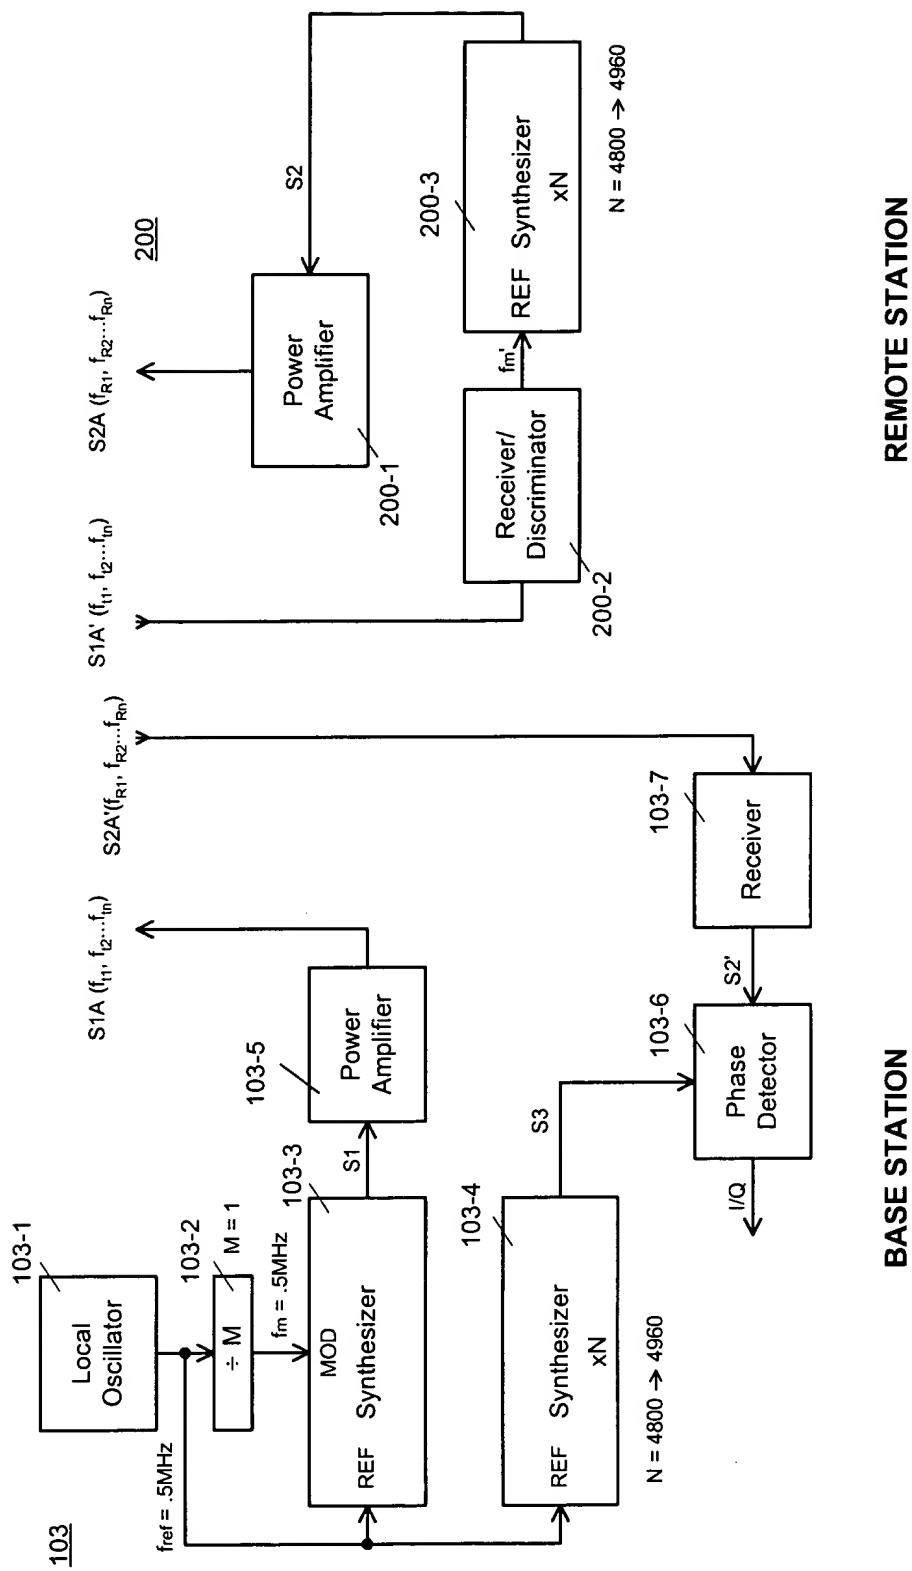 103
103-1
Local
Oscillator
fref = .5MHz
103-2
÷ M
M = 1
fm = .5MHz
103-3
MOD
REF Synthesizer
S1
103-5
Power
Amplifier
S1A (ft1, ft2...ftn)
103-4
REF Synthesizer
xN
N = 4800 → 4960
S3
103-6
Phase
Detector
I/Q
S2'
103-7
Receiver
S2A'(fR1, fR2...fRn)
BASE STATION
200
S1A' (ft1, ft2...ftn)
200-2
Receiver/
Discriminator
fm'
200-3
REF Synthesizer
xN
N = 4800 → 4960
S2
200-1
Power
Amplifier
S2A (fR1, fR2...fRn)
REMOTE STATION